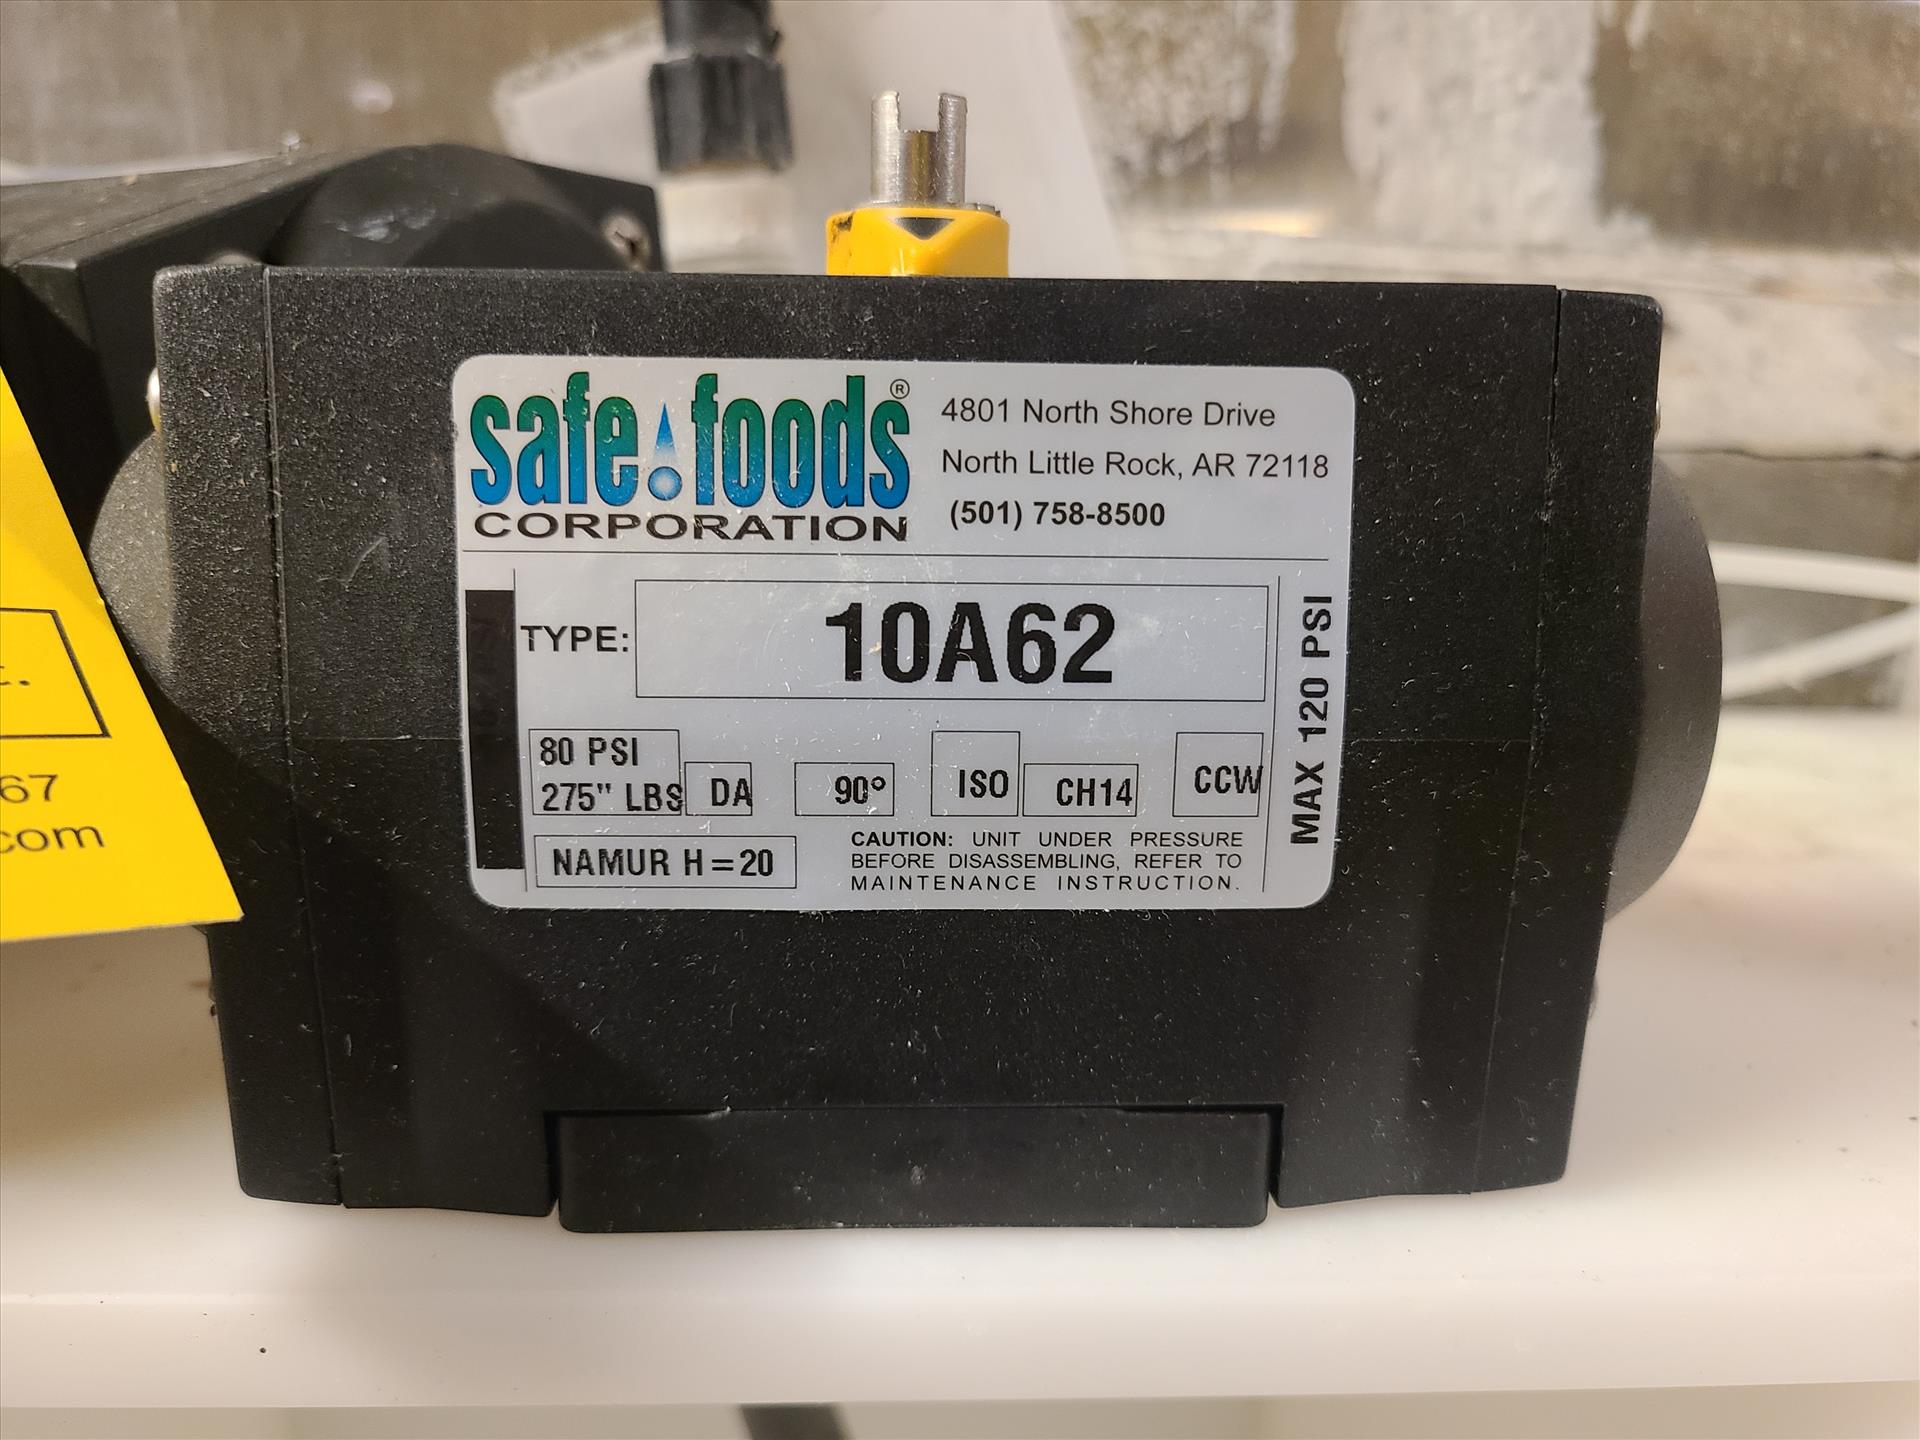 safe foods®
CORPORATION
4801 North Shore Drive
North Little Rock, AR 72118
(501) 758-8500
TYPE: 10A62
80 PSI
275" LBS
DA
90°
ISO
CH14
CCW
NAMUR H=20
CAUTION: UNIT UNDER PRESSURE
BEFORE DISASSEMBLING, REFER TO
MAINTENANCE INSTRUCTION.
MAX 120 PSI
67
com